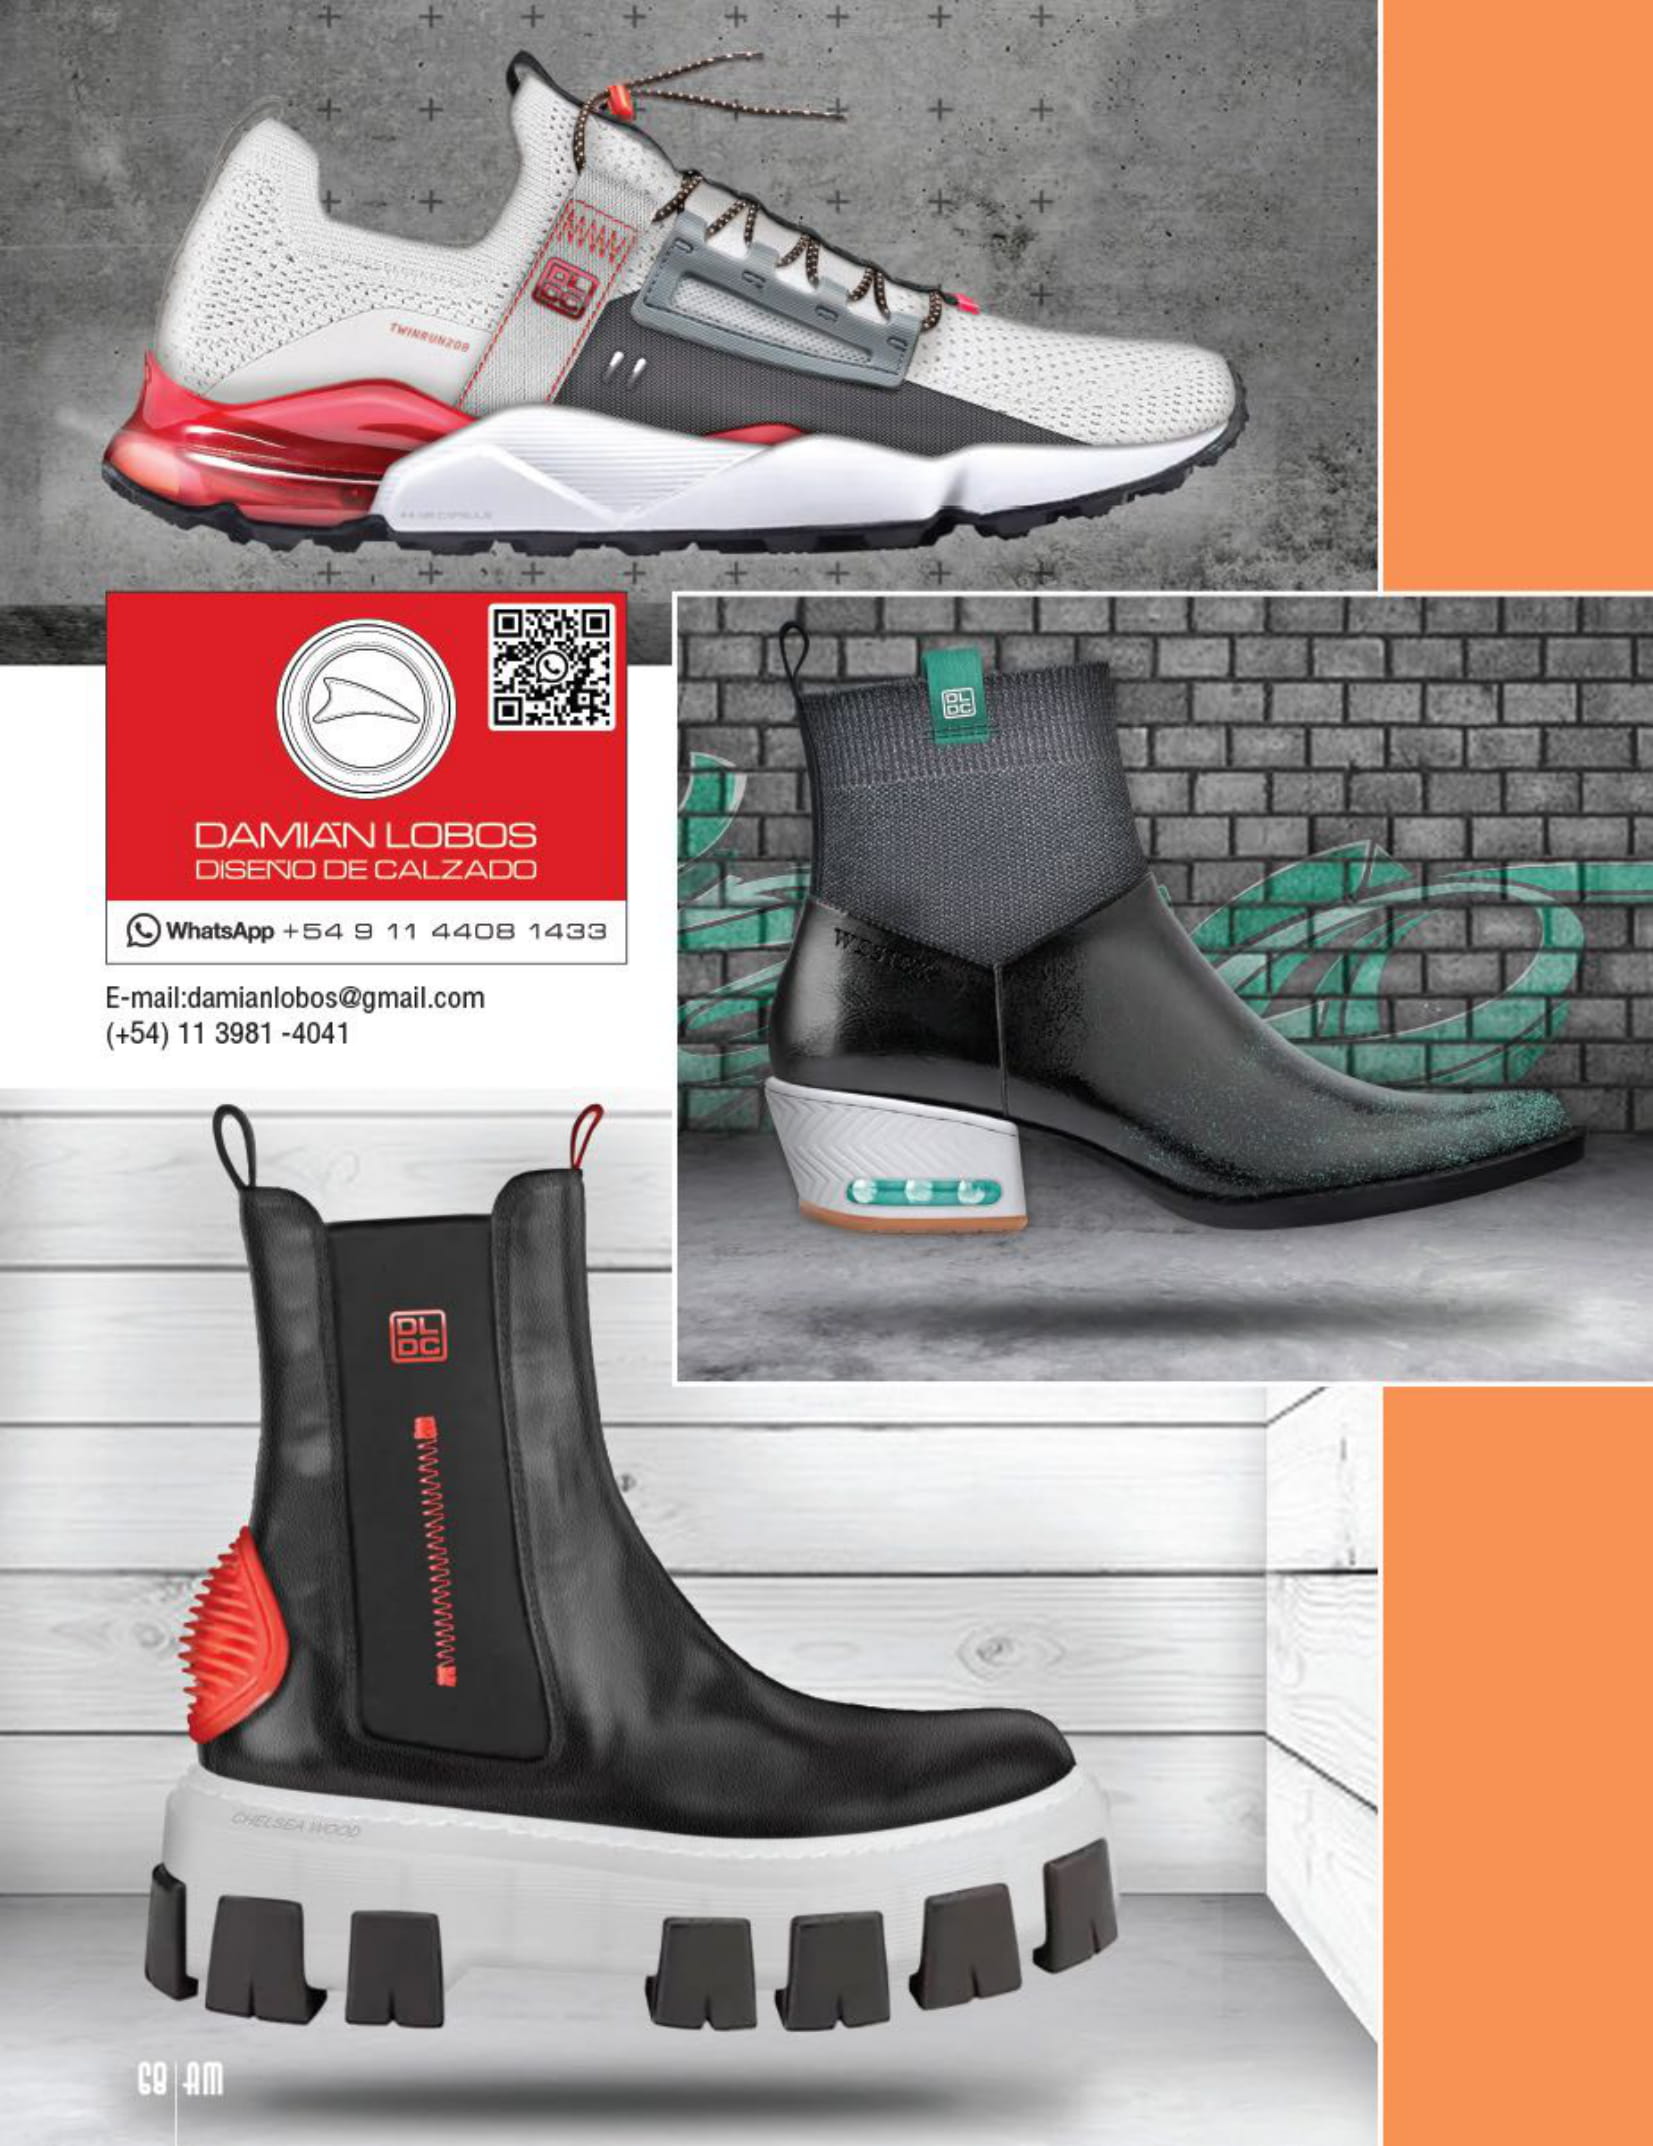 TWINRUN208
DL
DC
DL
DC
DAMIÁN LOBOS
DISEÑO DE CALZADO
WhatsApp +54 9 11 4408 1433
E-mail:damianlobos@gmail.com
(+54) 11 3981 -4041
DL
DC
CHELSEA WOOD
68 AM